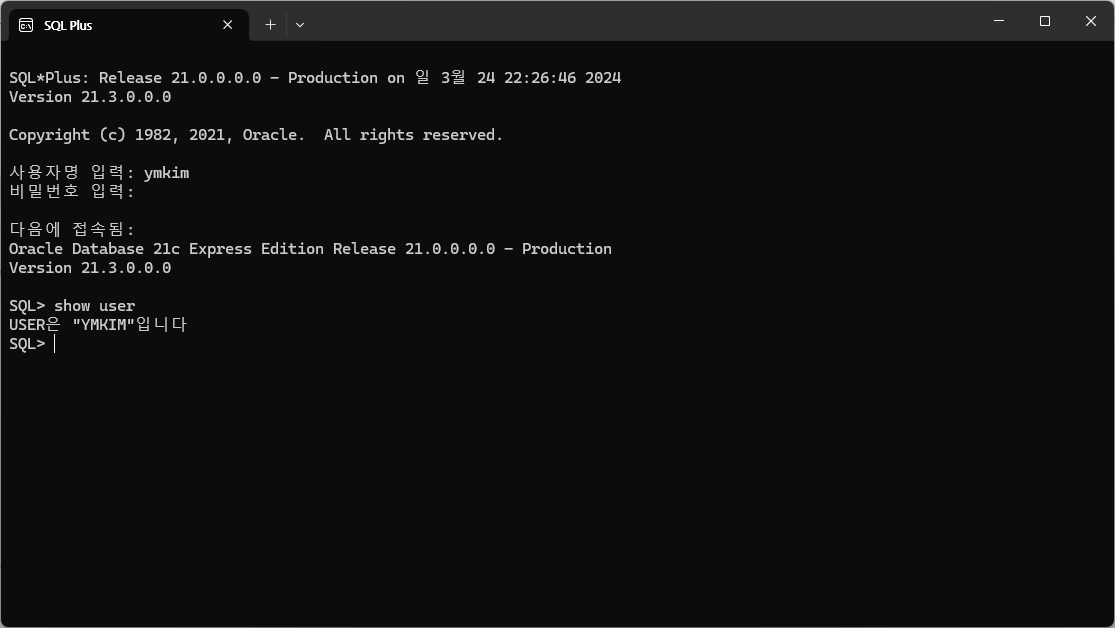 SQL Plus
SQL*Plus: Release 21.0.0.0.0 - Production on 일 3월 24 22:26:46 2024
Version 21.3.0.0.0
Copyright (c) 1982, 2021, Oracle.  All rights reserved.
사용자명 입력: ymkim
비밀번호 입력:
다음에 접속됨:
Oracle Database 21c Express Edition Release 21.0.0.0.0 - Production
Version 21.3.0.0.0
SQL> show user
USER은 "YMKIM"입니다
SQL>